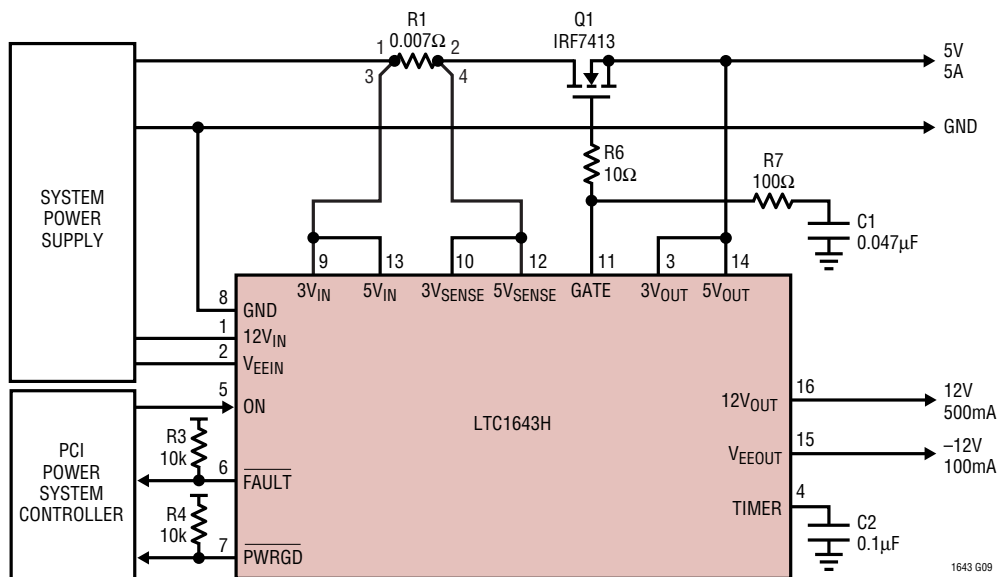 R1
0.007Ω
1
2
3
4
Q1
IRF7413
5V
5A
GND
SYSTEM
POWER
SUPPLY
R6
10Ω
R7
100Ω
C1
0.047µF
9
13
10
12
11
3
14
3VIN
5VIN
3VSENSE
5VSENSE
GATE
3VOUT
5VOUT
8
GND
1
12VIN
2
VEEIN
5
ON
LTC1643H
16
12VOUT
12V
500mA
15
VEEOUT
–12V
100mA
PCI
POWER
SYSTEM
CONTROLLER
R3
10k
6
FAULT
R4
10k
7
PWRGD
4
TIMER
C2
0.1µF
1643 G09